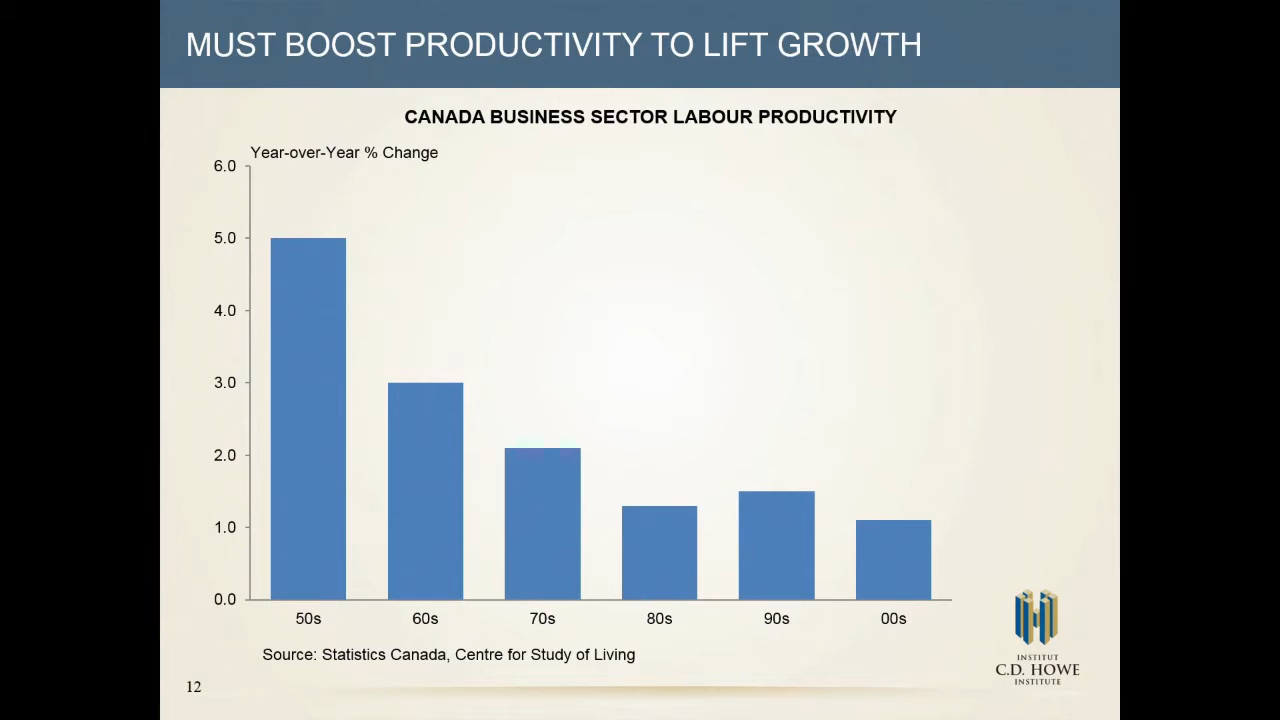 MUST BOOST PRODUCTIVITY TO LIFT GROWTH
CANADA BUSINESS SECTOR LABOUR PRODUCTIVITY
Year-over-Year % Change
6.0
5.0
4.0
3.0
2.0
1.0
0.0
50s 60s 70s 80s 90s 00s
Source: Statistics Canada, Centre for Study of Living
INSTITUT
C.D. HOWE
INSTITUTE
12